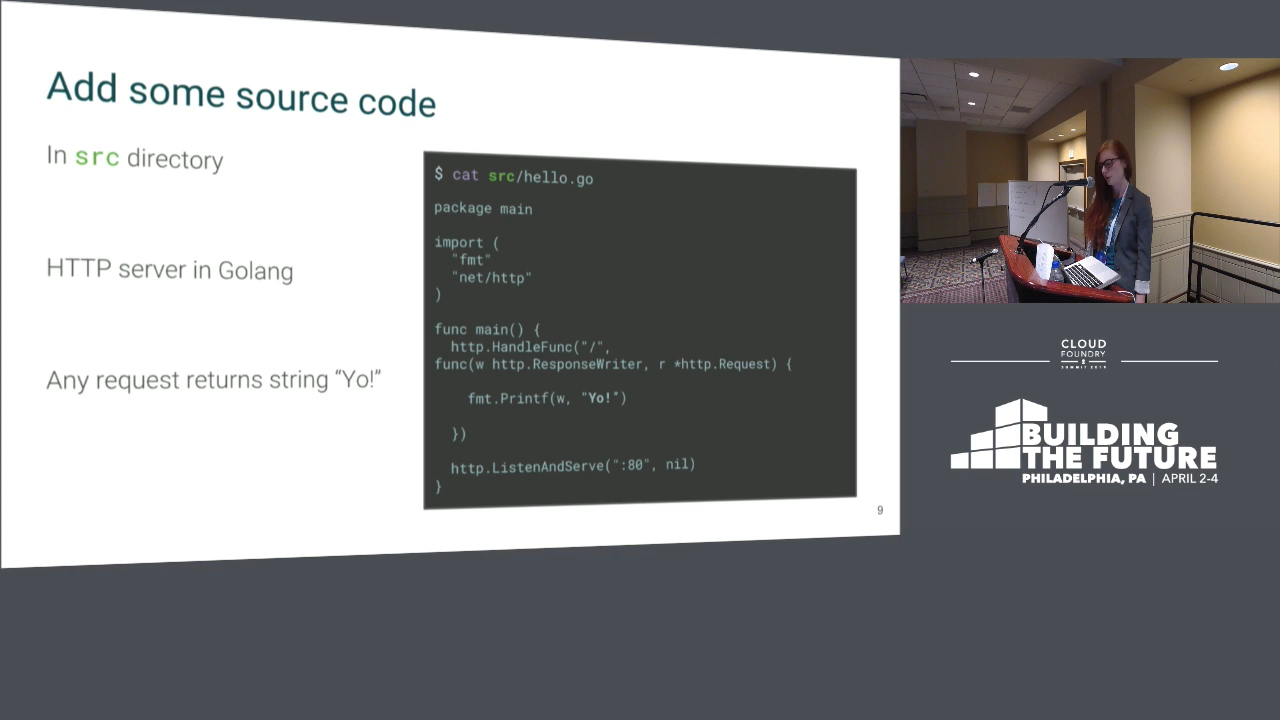 Add some source code
In src directory
HTTP server in Golang
Any request returns string “Yo!”
$ cat src/hello.go
package main
import (
"fmt"
"net/http"
)
func main() {
http.HandleFunc("/",
func(w http.ResponseWriter, r *http.Request) {
fmt.Printf(w, "Yo!")
})
http.ListenAndServe(":80", nil)
}
9
CLOUD
FOUNDRY
SUMMIT 2019
BUILDING
THE FUTURE
PHILADELPHIA, PA | APRIL 2-4